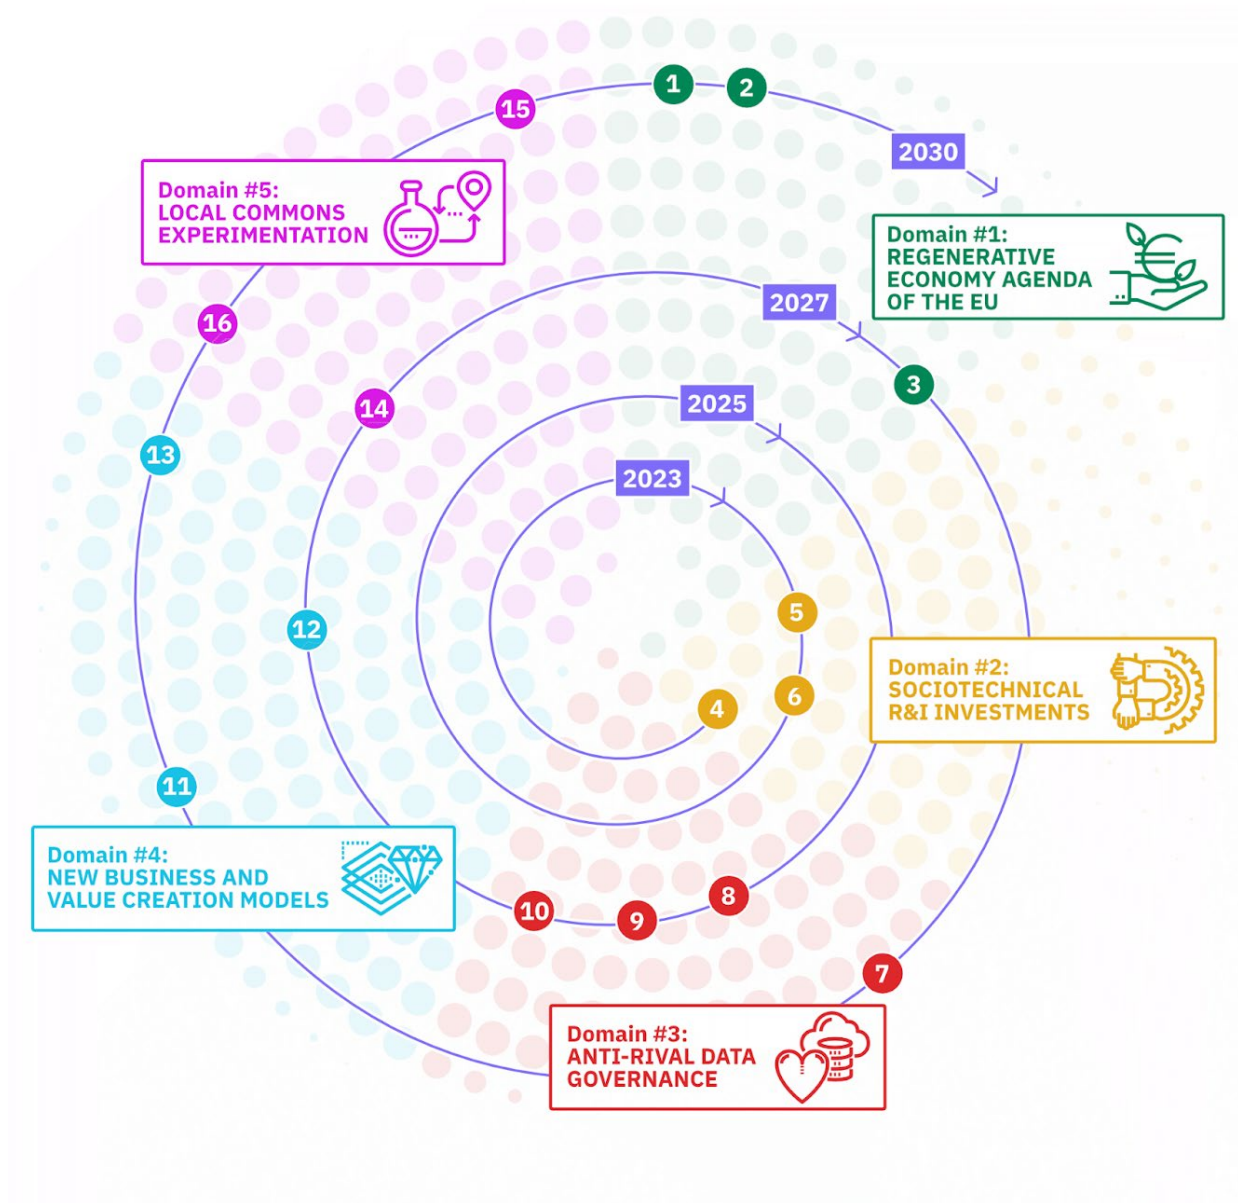 1
2
15
2030
Domain #5:
LOCAL COMMONS
EXPERIMENTATION
Domain #1:
REGENERATIVE
ECONOMY AGENDA
OF THE EU
2027
16
3
14
2025
13
2023
5
12
Domain #2:
SOCIOTECHNICAL
R&I INVESTMENTS
6
4
11
Domain #4:
NEW BUSINESS AND
VALUE CREATION MODELS
8
10
9
7
Domain #3:
ANTI-RIVAL DATA
GOVERNANCE